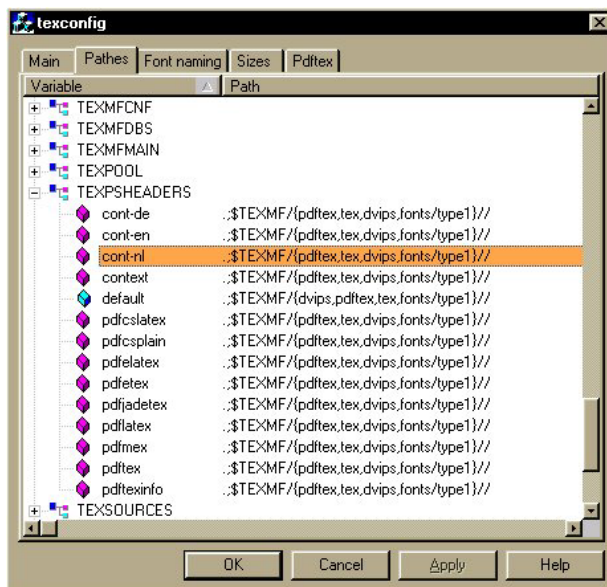 texconfig
Main Pathes Font naming Sizes Pdftex
Variable Path
TEXMFCNF
TEXMFDBS
TEXMFMAIN
TEXPOOL
TEXPSHEADERS
cont-de .;$TEXMF/{pdftex,tex,dvips,fonts/type1}//
cont-en .;$TEXMF/{pdftex,tex,dvips,fonts/type1}//
cont-nl .;$TEXMF/{pdftex,tex,dvips,fonts/type1}//
context .;$TEXMF/{pdftex,tex,dvips,fonts/type1}//
default .;$TEXMF/{dvips,pdftex,tex,fonts/type1}//
pdfcslatex .;$TEXMF/{pdftex,tex,dvips,fonts/type1}//
pdfcsplain .;$TEXMF/{pdftex,tex,dvips,fonts/type1}//
pdfelatex .;$TEXMF/{pdftex,tex,dvips,fonts/type1}//
pdfetex .;$TEXMF/{pdftex,tex,dvips,fonts/type1}//
pdfjadetex .;$TEXMF/{pdftex,tex,dvips,fonts/type1}//
pdflatex .;$TEXMF/{pdftex,tex,dvips,fonts/type1}//
pdfmex .;$TEXMF/{pdftex,tex,dvips,fonts/type1}//
pdftex .;$TEXMF/{pdftex,tex,dvips,fonts/type1}//
pdftexinfo .;$TEXMF/{pdftex,tex,dvips,fonts/type1}//
TEXSOURCES
OK Cancel Apply Help